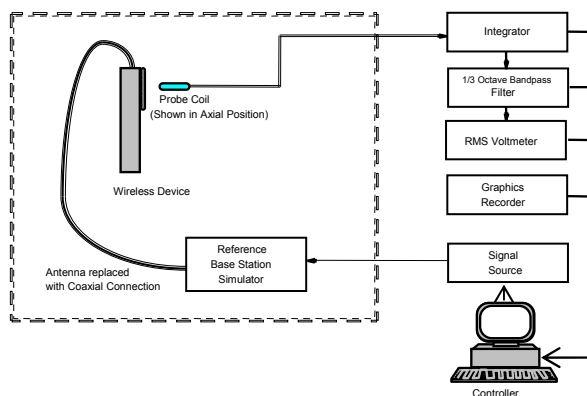 Integrator
1/3 Octave Bandpass
Filter
RMS Voltmeter
Graphics
Recorder
Signal
Source
Controller
Probe Coil
(Shown in Axial Position)
Wireless Device
Reference
Base Station
Simulator
Antenna replaced
with Coaxial Connection